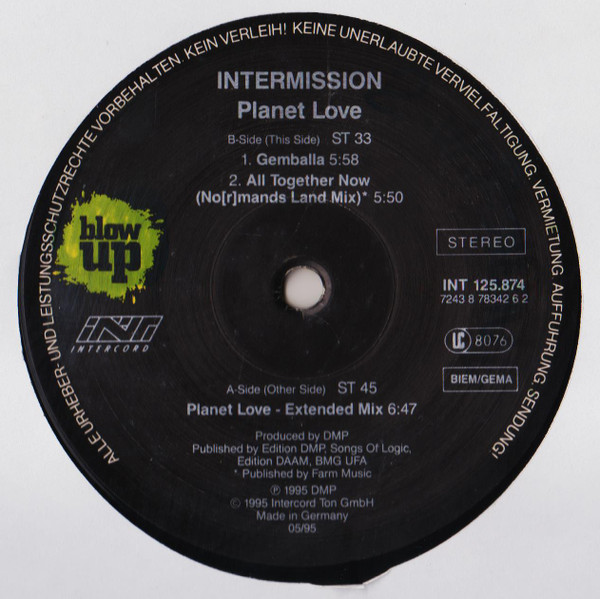 ALLE URHEBER- UND LEISTUNGSSCHUTZRECHTE VORBEHALTEN. KEIN VERLEIH! KEINE UNERLAUBTE VERVIELFÄLTIGUNG, VERMIETUNG, AUFFÜHRUNG, SENDUNG!
INTERMISSION
Planet Love
B-Side (This Side) ST 33
1. Gemballa 5:58
2. All Together Now
(No[r]mands Land Mix)* 5:50
blow
up
STEREO
INT 125.874
7243 8 78342 6 2
INT
INTERCORD
LC 8076
BIEM/GEMA
A-Side (Other Side) ST 45
Planet Love - Extended Mix 6:47
Produced by DMP
Published by Edition DMP, Songs Of Logic,
Edition DAAM, BMG UFA
* Published by Farm Music
℗ 1995 DMP
© 1995 Intercord Ton GmbH
Made in Germany
05/95